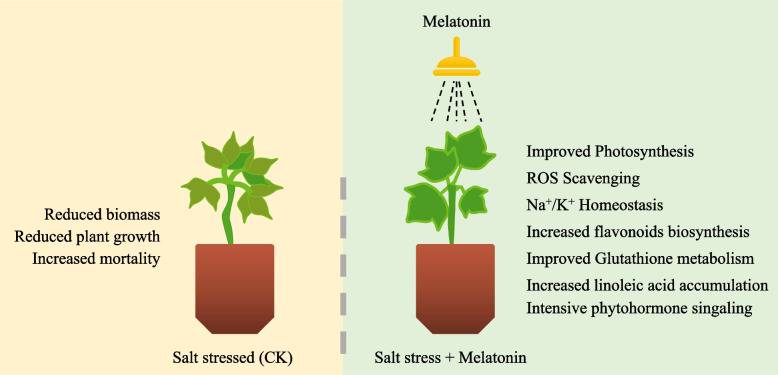 Melatonin
Reduced biomass
Reduced plant growth
Increased mortality
Salt stressed (CK)
Improved Photosynthesis
ROS Scavenging
Na⁺/K⁺ Homeostasis
Increased flavonoids biosynthesis
Improved Glutathione metabolism
Increased linoleic acid accumulation
Intensive phytohormone singaling
Salt stress + Melatonin